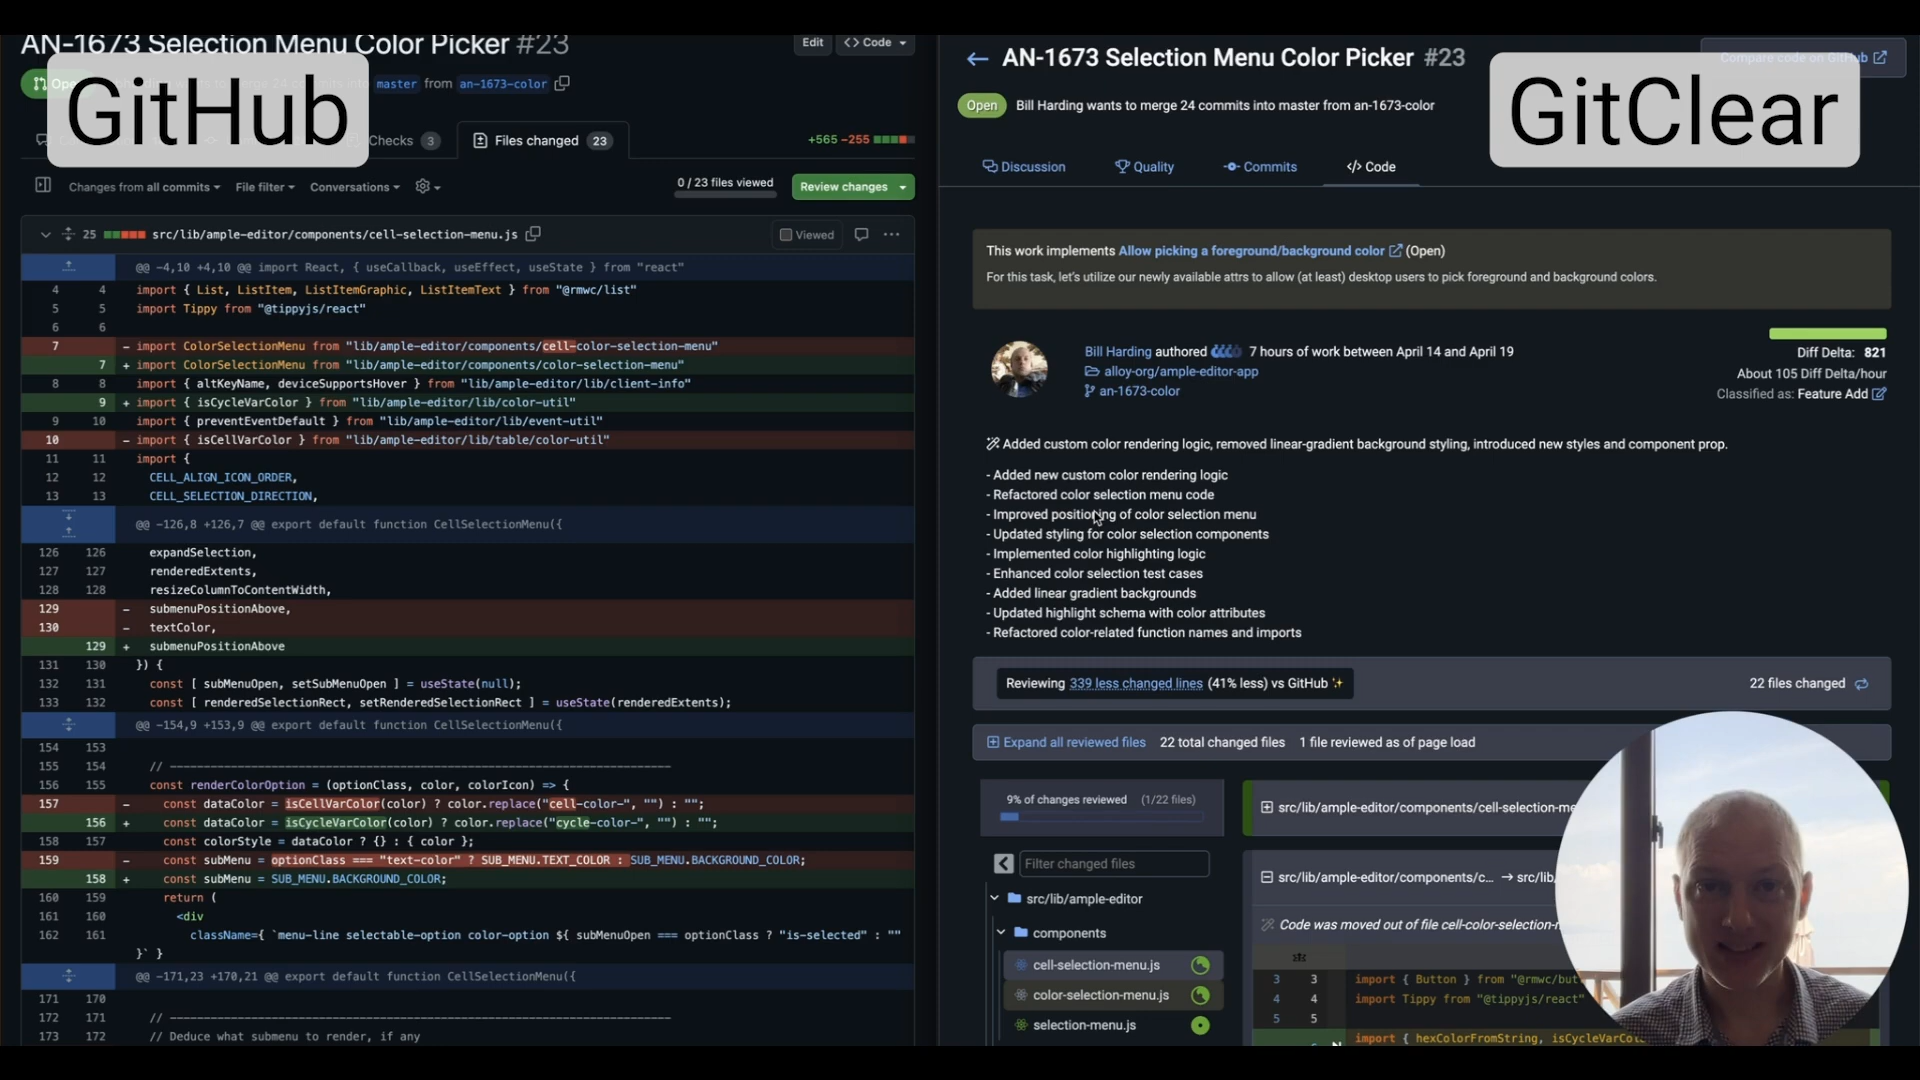 AN-1673 Selection Menu Color Picker #23
Edit
<> Code
GitHub
master from an-1673-color
Checks 3
Files changed 23
+565 −255
Changes from all commits
File filter
Conversations
0 / 23 files viewed
Review changes
25 src/lib/ample-editor/components/cell-selection-menu.js
Viewed
@@ -4,10 +4,10 @@ import React, { useCallback, useEffect, useState } from "react"
4 4 import { List, ListItem, ListItemGraphic, ListItemText } from "@rmwc/list"
5 5 import Tippy from "@tippyjs/react"
6 6
7 - import ColorSelectionMenu from "lib/ample-editor/components/cell-color-selection-menu"
7 + import ColorSelectionMenu from "lib/ample-editor/components/color-selection-menu"
8 8 import { altKeyName, deviceSupportsHover } from "lib/ample-editor/lib/client-info"
9 + import { isCycleVarColor } from "lib/ample-editor/lib/color-util"
9 10 import { preventEventDefault } from "lib/ample-editor/lib/event-util"
10 - import { isCellVarColor } from "lib/ample-editor/lib/table/color-util"
11 11 import {
12 12 CELL_ALIGN_ICON_ORDER,
13 13 CELL_SELECTION_DIRECTION,
@@ -126,8 +126,7 @@ export default function CellSelectionMenu({
126 126 expandSelection,
127 127 renderedExtents,
128 128 resizeColumnToContentWidth,
129 - submenuPositionAbove,
130 - textColor,
129 + submenuPositionAbove
131 130 }) {
132 131 const [ subMenuOpen, setSubMenuOpen ] = useState(null);
133 132 const [ renderedSelectionRect, setRenderedSelectionRect ] = useState(renderedExtents);
@@ -154,9 +153,9 @@ export default function CellSelectionMenu({
154 153
155 154 // --------------------------------------------------------------------------
156 155 const renderColorOption = (optionClass, color, colorIcon) => {
157 - const dataColor = isCellVarColor(color) ? color.replace("cell-color-", "") : "";
156 + const dataColor = isCycleVarColor(color) ? color.replace("cycle-color-", "") : "";
158 157 const colorStyle = dataColor ? {} : { color };
159 - const subMenu = optionClass === "text-color" ? SUB_MENU.TEXT_COLOR : SUB_MENU.BACKGROUND_COLOR;
158 + const subMenu = SUB_MENU.BACKGROUND_COLOR;
160 159 return (
161 160 <div
162 161 className={ `menu-line selectable-option color-option ${ subMenuOpen === optionClass ? "is-selected" : ""
}` }
@@ -171,23 +170,21 @@ export default function CellSelectionMenu({
171 170
172 171 // --------------------------------------------------------------------------
173 172 // Deduce what submenu to render, if any
AN-1673 Selection Menu Color Picker #23
Compare code on GitHub
GitClear
Open Bill Harding wants to merge 24 commits into master from an-1673-color
Discussion
Quality
Commits
</> Code
This work implements Allow picking a foreground/background color (Open)
For this task, let's utilize our newly available attrs to allow (at least) desktop users to pick foreground and background colors.
Bill Harding authored 7 hours of work between April 14 and April 19
alloy-org/ample-editor-app
an-1673-color
Diff Delta: 821
About 105 Diff Delta/hour
Classified as: Feature Add
Added custom color rendering logic, removed linear-gradient background styling, introduced new styles and component prop.
- Added new custom color rendering logic
- Refactored color selection menu code
- Improved positioning of color selection menu
- Updated styling for color selection components
- Implemented color highlighting logic
- Enhanced color selection test cases
- Added linear gradient backgrounds
- Updated highlight schema with color attributes
- Refactored color-related function names and imports
Reviewing 339 less changed lines (41% less) vs GitHub
22 files changed
Expand all reviewed files 22 total changed files 1 file reviewed as of page load
9% of changes reviewed (1/22 files)
Filter changed files
src/lib/ample-editor
components
cell-selection-menu.js
color-selection-menu.js
selection-menu.js
src/lib/ample-editor/components/cell-selection-me
src/lib/ample-editor/components/c... → src/lib/
Code was moved out of file cell-color-selection-
3 3 import { Button } from "@rmwc/but
4 4 import Tippy from "@tippyjs/react"
5 5
import { hexColorFromString, isCycleVarCol